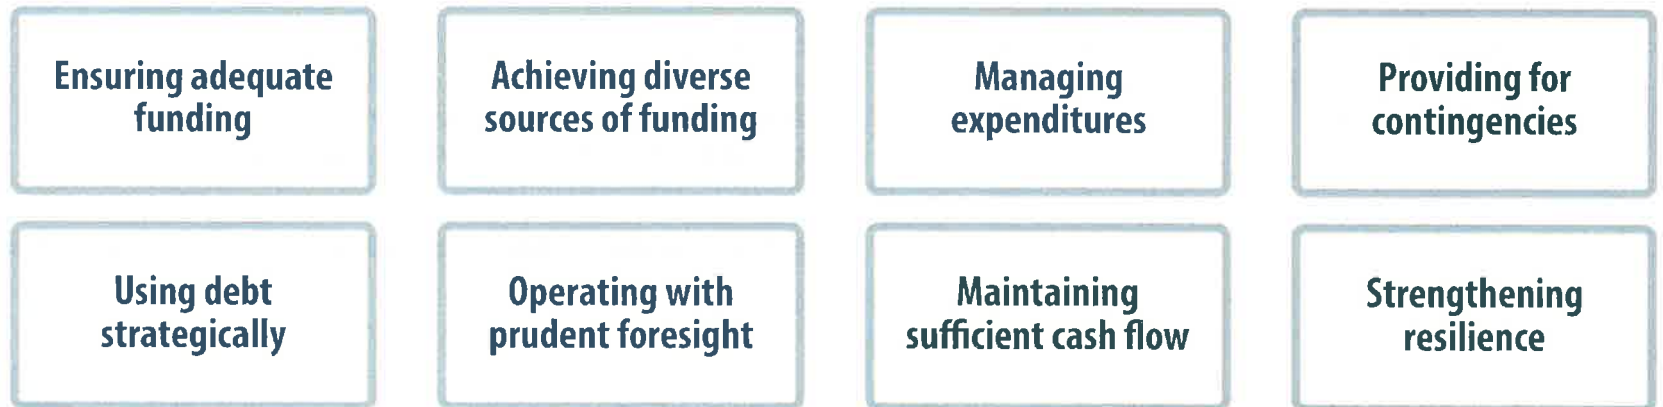 Ensuring adequate
funding
Achieving diverse
sources of funding
Managing
expenditures
Providing for
contingencies
Using debt
strategically
Operating with
prudent foresight
Maintaining
sufficient cash flow
Strengthening
resilience